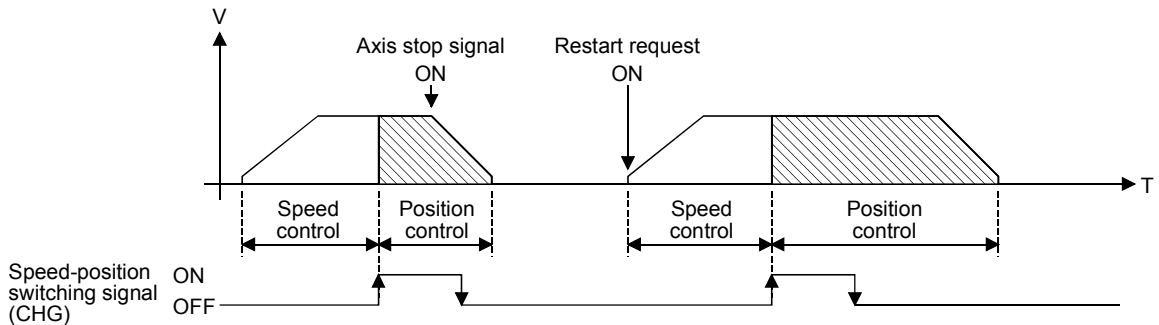 V
Axis stop signal
ON
Restart request
ON
T
Speed
control
Position
control
Speed
control
Position
control
Speed-position
switching signal
(CHG)
ON
OFF